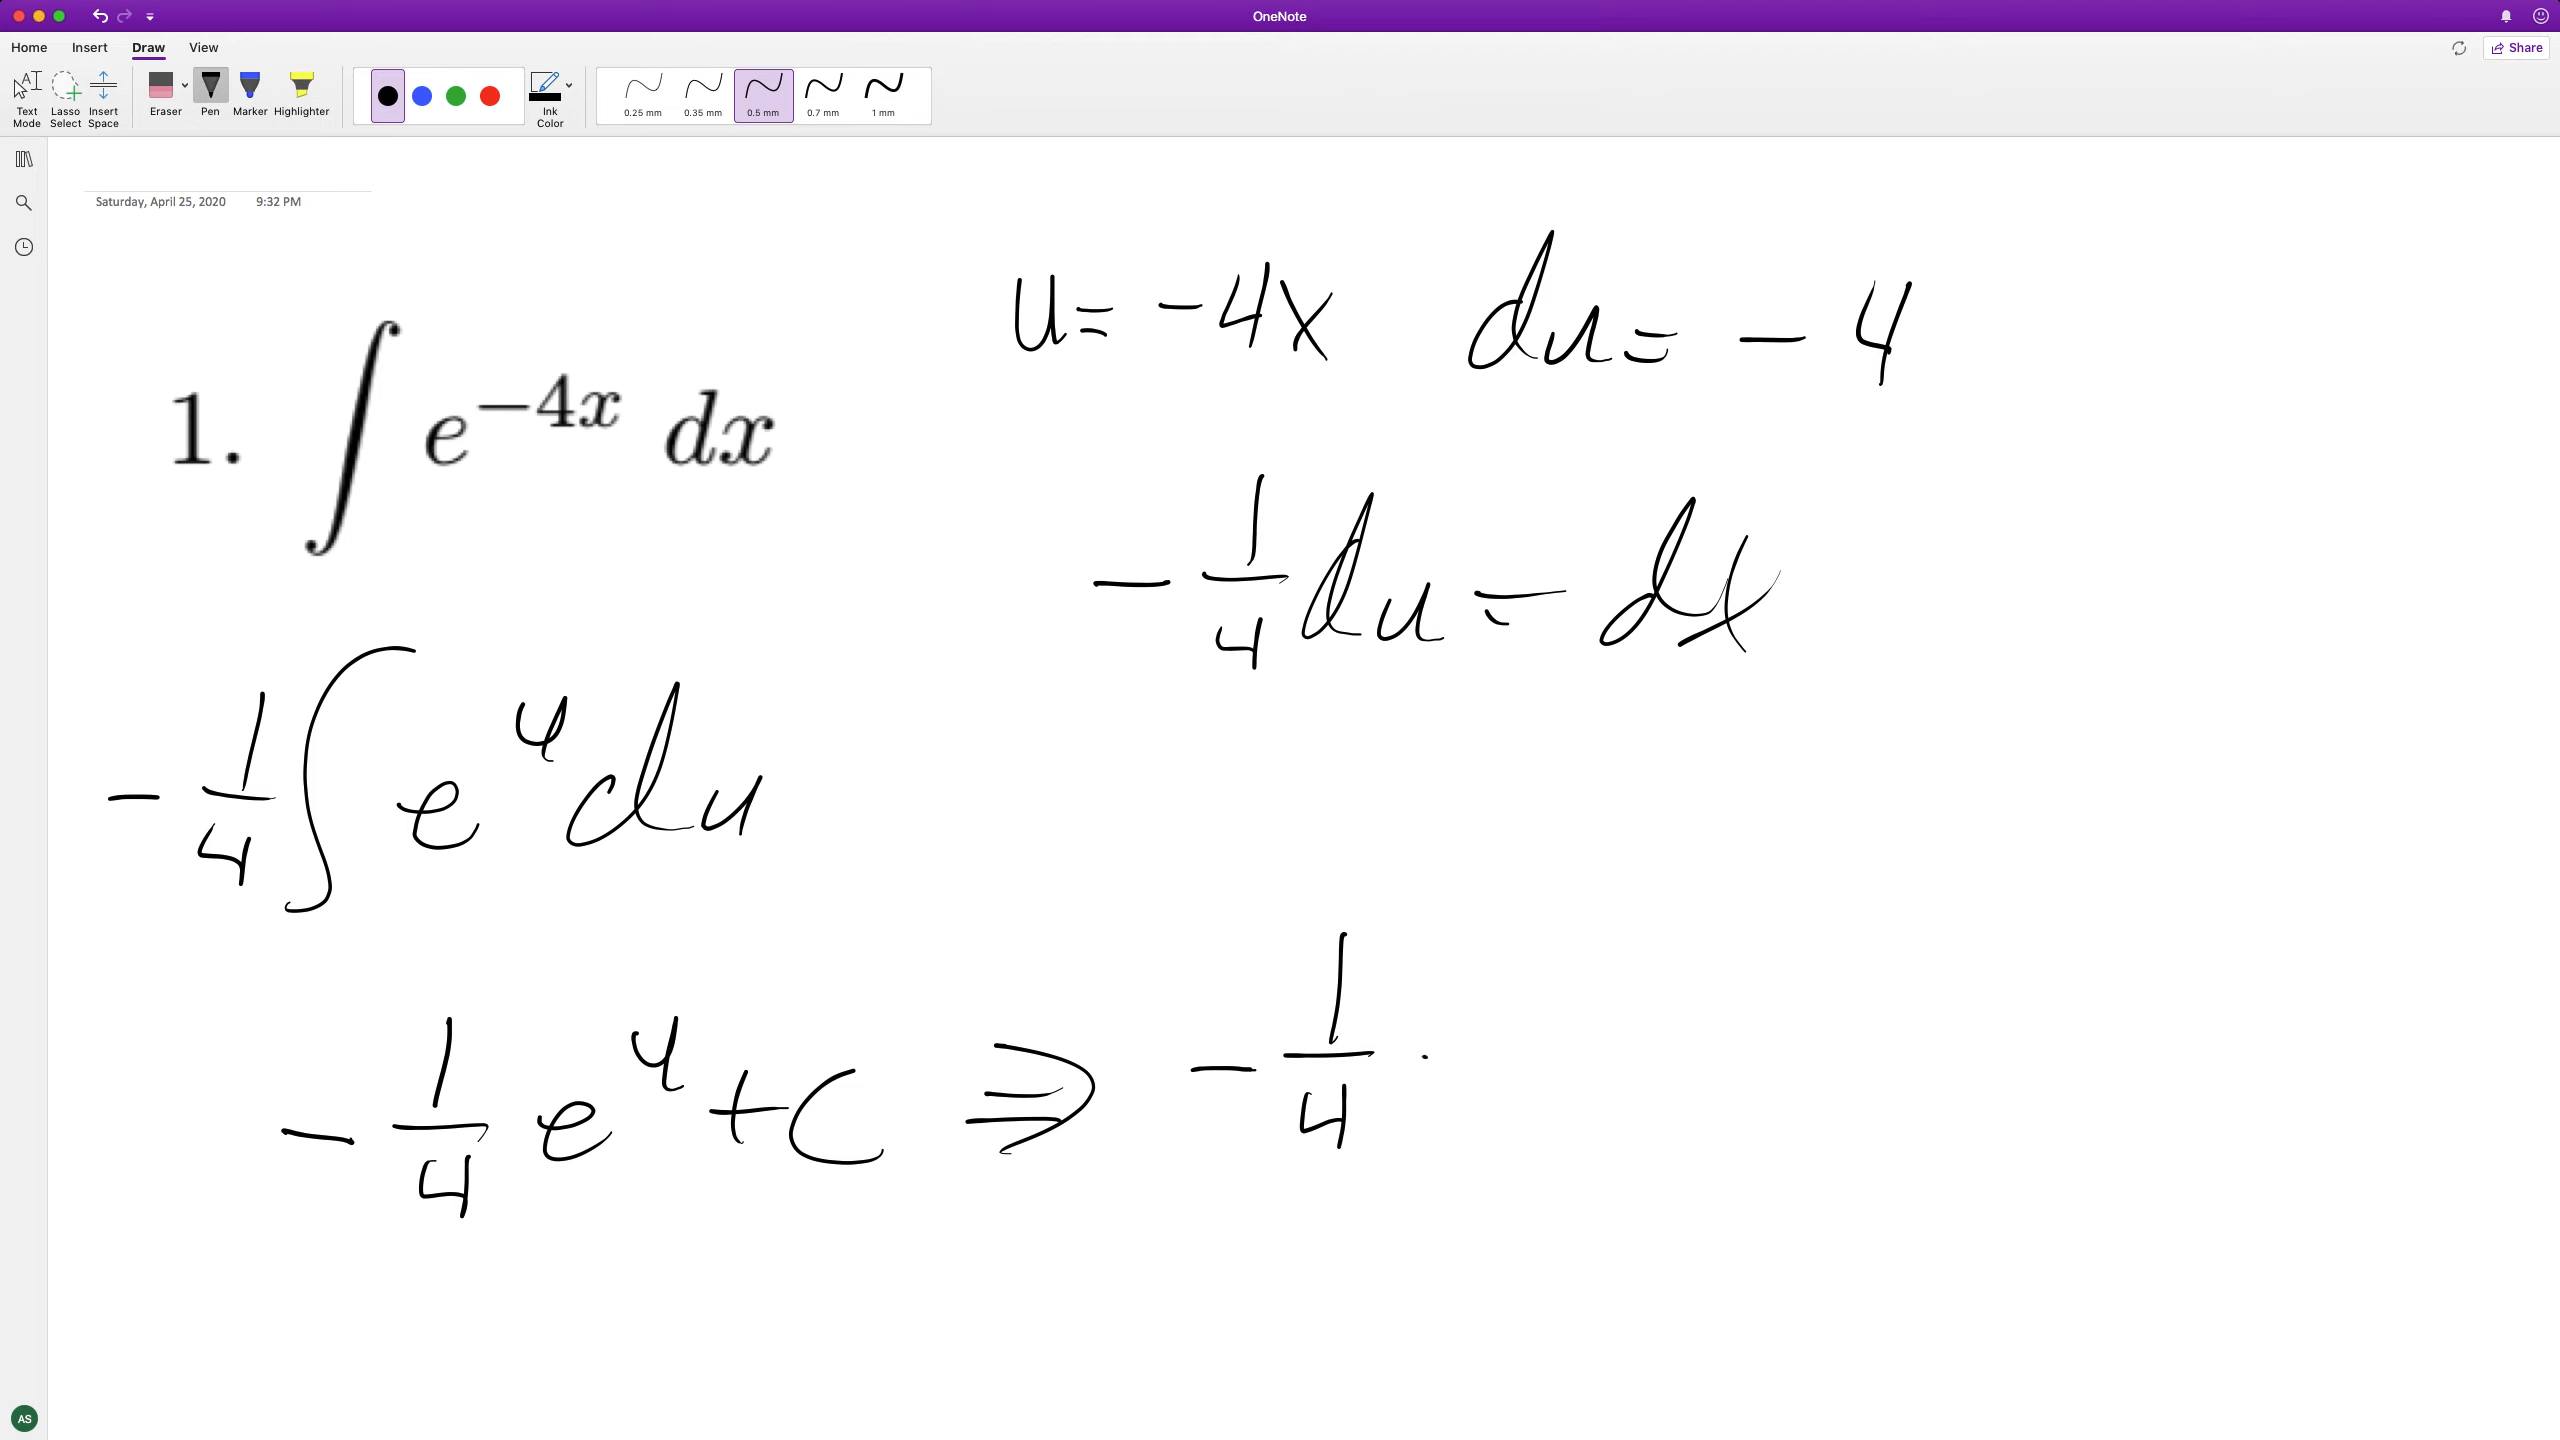 OneNote
Home Insert Draw View
Share
Text Mode Lasso Select Insert Space Eraser Pen Marker Highlighter Ink Color 0.25 mm 0.35 mm 0.5 mm 0.7 mm 1 mm
Saturday, April 25, 2020 9:32 PM
u = -4x du = -4
1. ∫ e^{-4x} dx
-1/4 du = dx
-1/4 ∫ e^u du
-1/4 e^u + C ⇒ -1/4 .
AS